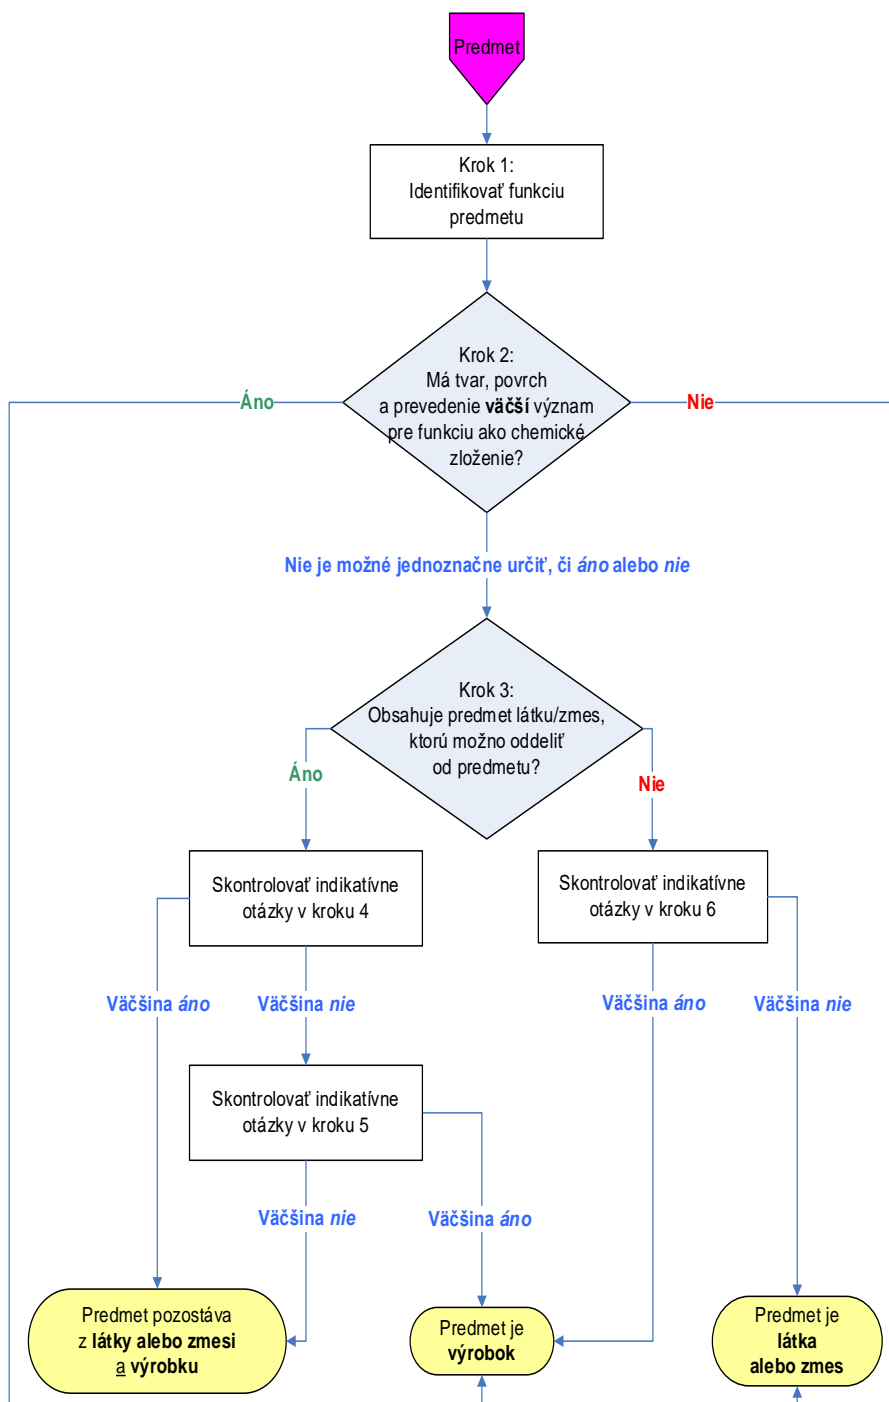 Predmet
Krok 1:
Identifikovať funkciu
predmetu
Krok 2:
Má tvar, povrch
a prevedenie väčší význam
pre funkciu ako chemické
zloženie?
Áno
Nie
Nie je možné jednoznačne určiť, či áno alebo nie
Krok 3:
Obsahuje predmet látku/zmes,
ktorú možno oddeliť
od predmetu?
Áno
Nie
Skontrolovať indikatívne
otázky v kroku 4
Skontrolovať indikatívne
otázky v kroku 6
Väčšina áno
Väčšina nie
Väčšina áno
Väčšina nie
Skontrolovať indikatívne
otázky v kroku 5
Väčšina nie
Väčšina áno
Predmet pozostáva
z látky alebo zmesi
a výrobku
Predmet je
výrobok
Predmet je
látka
alebo zmes